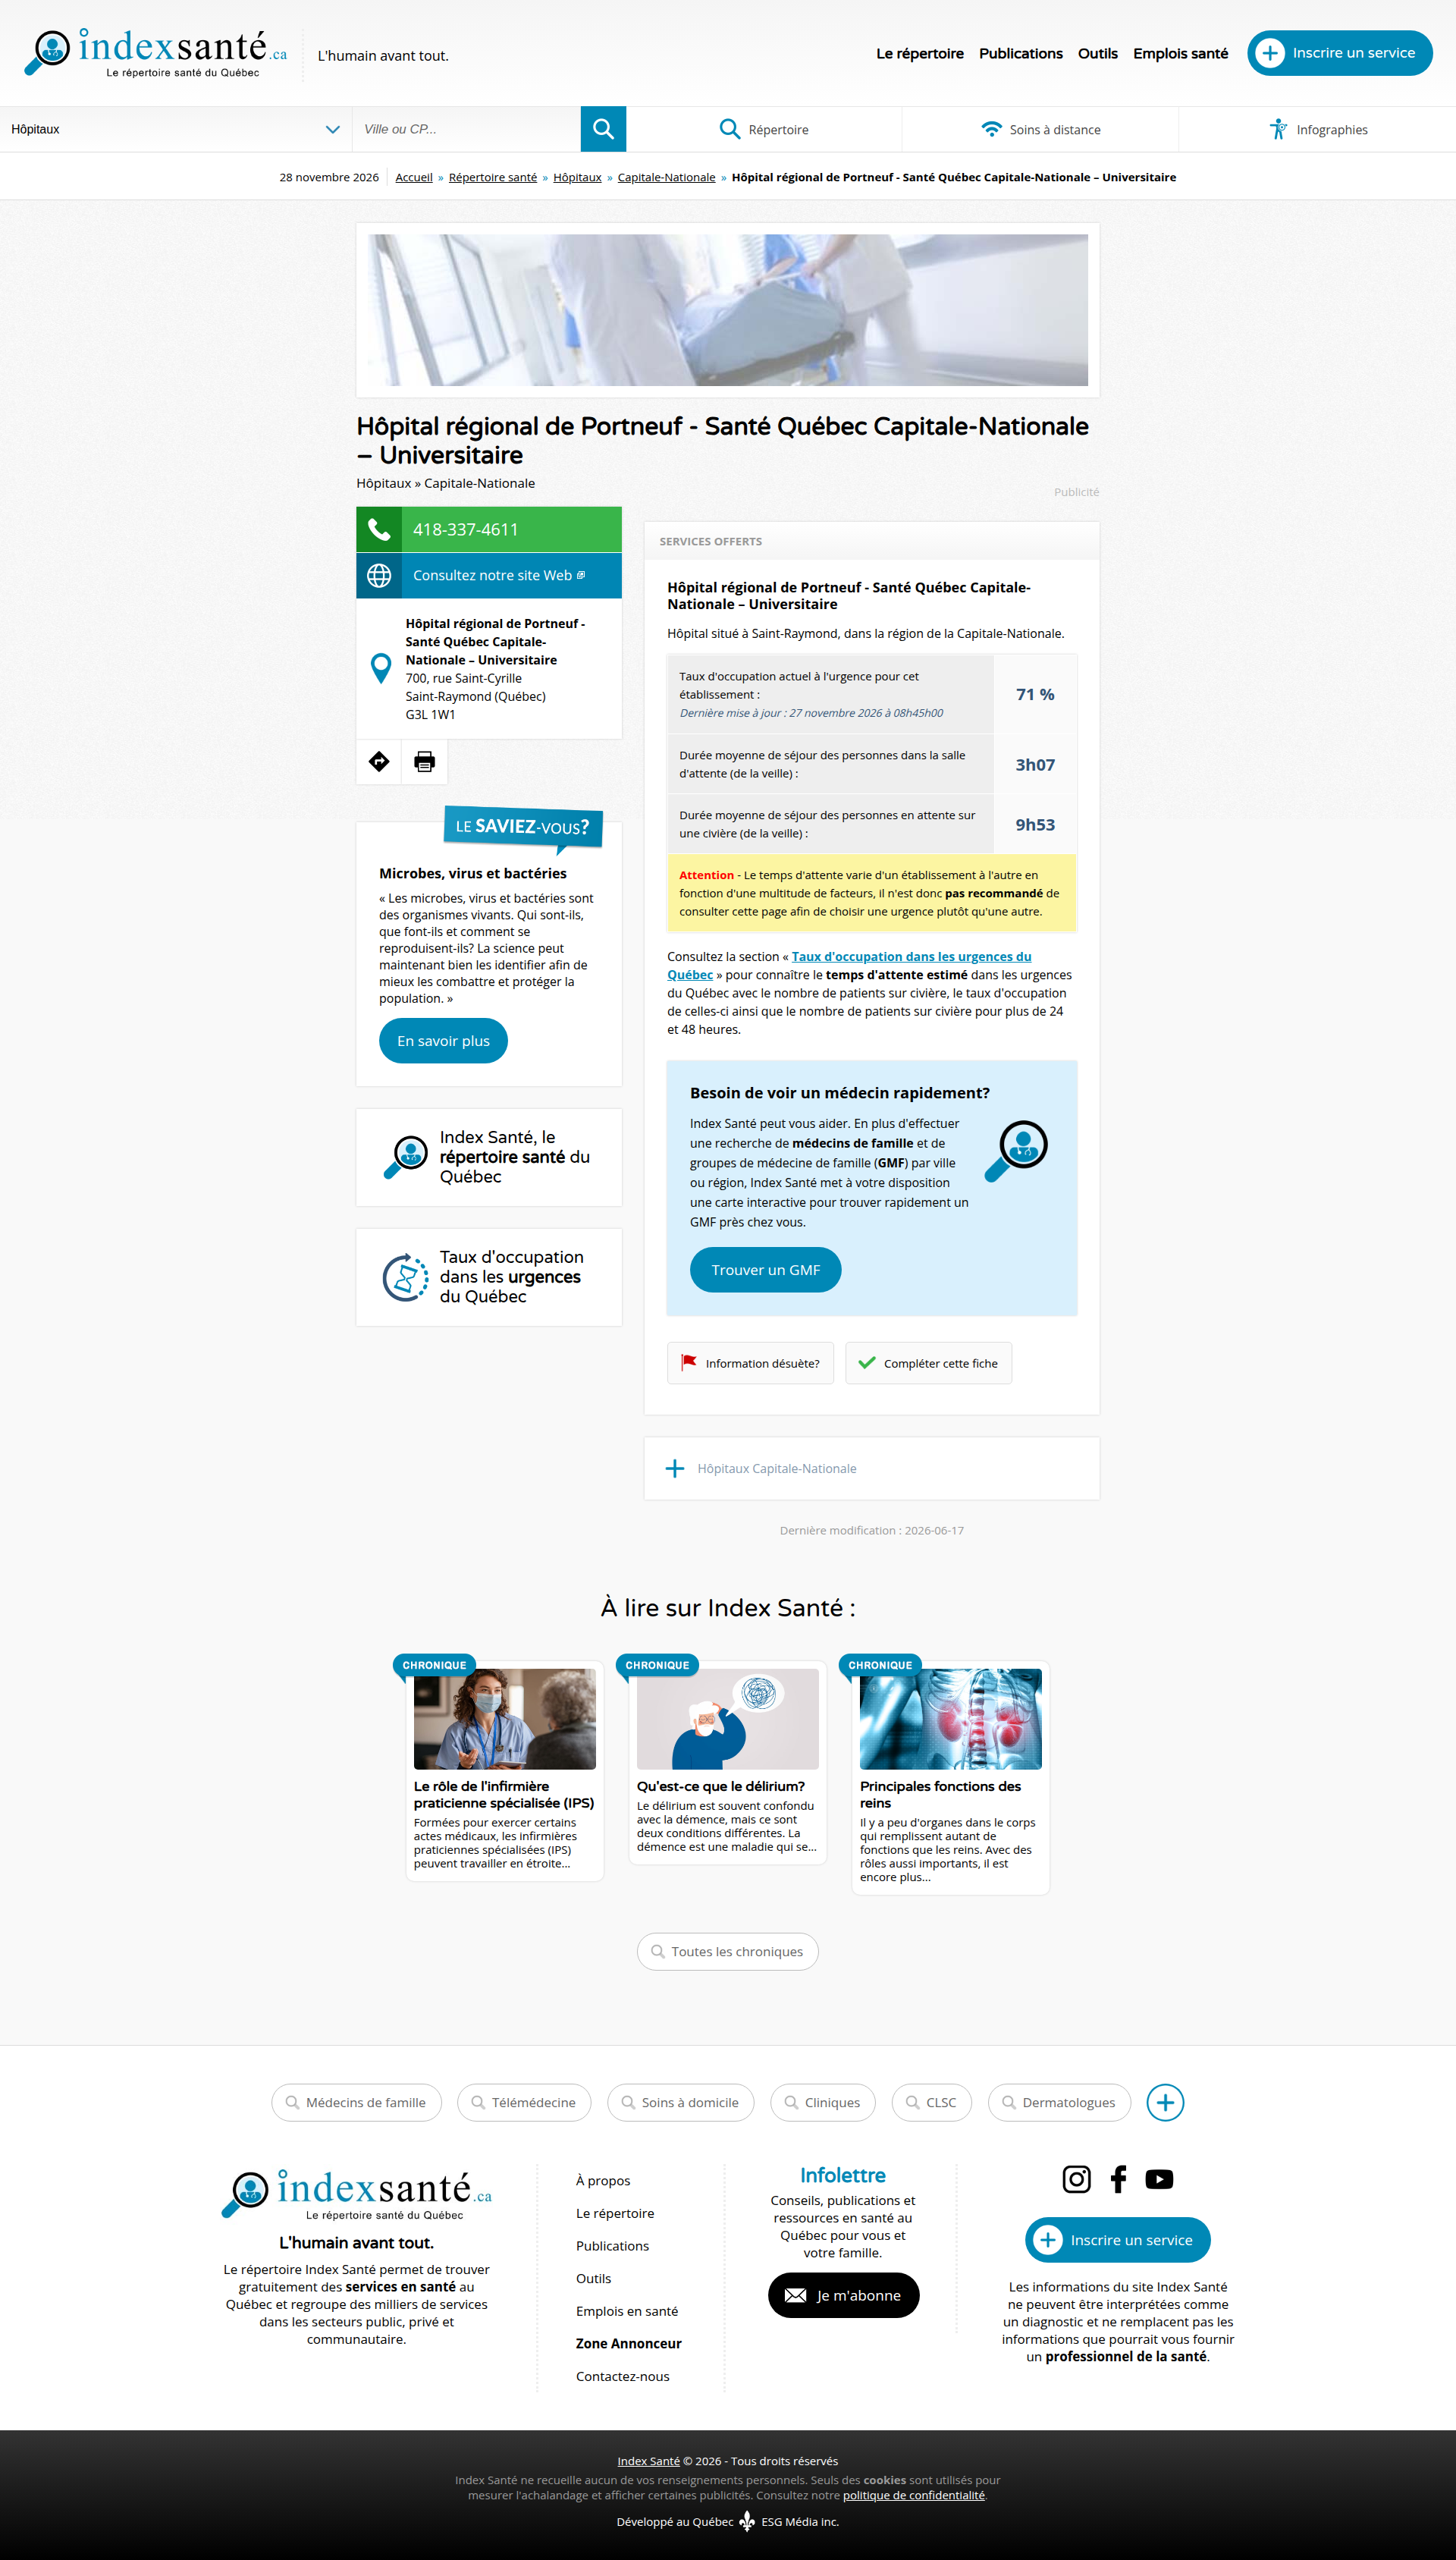 indexsanté.ca
Le répertoire santé du Québec
L'humain avant tout.
Le répertoire
Publications
Outils
Emplois santé
Inscrire un service
Hôpitaux
Ville ou CP...
Répertoire
Soins à distance
Infographies
28 novembre 2026
Accueil » Répertoire santé » Hôpitaux » Capitale-Nationale » Hôpital régional de Portneuf - Santé Québec Capitale-Nationale – Universitaire
Hôpital régional de Portneuf - Santé Québec Capitale-Nationale
– Universitaire
Hôpitaux » Capitale-Nationale
Publicité
418-337-4611
Consultez notre site Web
Hôpital régional de Portneuf -
Santé Québec Capitale-
Nationale – Universitaire
700, rue Saint-Cyrille
Saint-Raymond (Québec)
G3L 1W1
LE SAVIEZ-VOUS?
Microbes, virus et bactéries
« Les microbes, virus et bactéries sont
des organismes vivants. Qui sont-ils,
que font-ils et comment se
reproduisent-ils? La science peut
maintenant bien les identifier afin de
mieux les combattre et protéger la
population. »
En savoir plus
Index Santé, le
répertoire santé du
Québec
Taux d'occupation
dans les urgences
du Québec
SERVICES OFFERTS
Hôpital régional de Portneuf - Santé Québec Capitale-
Nationale – Universitaire
Hôpital situé à Saint-Raymond, dans la région de la Capitale-Nationale.
Taux d'occupation actuel à l'urgence pour cet
établissement :
Dernière mise à jour : 27 novembre 2026 à 08h45h00
71 %
Durée moyenne de séjour des personnes dans la salle
d'attente (de la veille) :
3h07
Durée moyenne de séjour des personnes en attente sur
une civière (de la veille) :
9h53
Attention - Le temps d'attente varie d'un établissement à l'autre en
fonction d'une multitude de facteurs, il n'est donc pas recommandé de
consulter cette page afin de choisir une urgence plutôt qu'une autre.
Consultez la section « Taux d'occupation dans les urgences du
Québec » pour connaître le temps d'attente estimé dans les urgences
du Québec avec le nombre de patients sur civière, le taux d'occupation
de celles-ci ainsi que le nombre de patients sur civière pour plus de 24
et 48 heures.
Besoin de voir un médecin rapidement?
Index Santé peut vous aider. En plus d'effectuer
une recherche de médecins de famille et de
groupes de médecine de famille (GMF) par ville
ou région, Index Santé met à votre disposition
une carte interactive pour trouver rapidement un
GMF près chez vous.
Trouver un GMF
Information désuète?
Compléter cette fiche
Hôpitaux Capitale-Nationale
Dernière modification : 2026-06-17
À lire sur Index Santé :
CHRONIQUE
Le rôle de l'infirmière
praticienne spécialisée (IPS)
Formées pour exercer certains
actes médicaux, les infirmières
praticiennes spécialisées (IPS)
peuvent travailler en étroite...
CHRONIQUE
Qu'est-ce que le délirium?
Le délirium est souvent confondu
avec la démence, mais ce sont
deux conditions différentes. La
démence est une maladie qui se...
CHRONIQUE
Principales fonctions des
reins
Il y a peu d'organes dans le corps
qui remplissent autant de
fonctions que les reins. Avec des
rôles aussi importants, il est
encore plus...
Toutes les chroniques
Médecins de famille
Télémédecine
Soins à domicile
Cliniques
CLSC
Dermatologues
indexsanté.ca
Le répertoire santé du Québec
L'humain avant tout.
Le répertoire Index Santé permet de trouver
gratuitement des services en santé au
Québec et regroupe des milliers de services
dans les secteurs public, privé et
communautaire.
À propos
Le répertoire
Publications
Outils
Emplois en santé
Zone Annonceur
Contactez-nous
Infolettre
Conseils, publications et
ressources en santé au
Québec pour vous et
votre famille.
Je m'abonne
Inscrire un service
Les informations du site Index Santé
ne peuvent être interprétées comme
un diagnostic et ne remplacent pas les
informations que pourrait vous fournir
un professionnel de la santé.
Index Santé © 2026 - Tous droits réservés
Index Santé ne recueille aucun de vos renseignements personnels. Seuls des cookies sont utilisés pour
mesurer l'achalandage et afficher certaines publicités. Consultez notre politique de confidentialité.
Développé au Québec ESG Média inc.